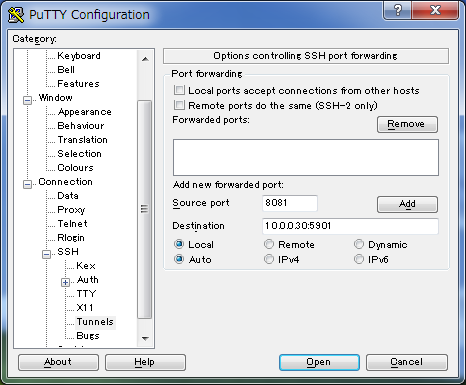 PuTTY Configuration
Category:
Keyboard
Bell
Features
Window
Appearance
Behaviour
Translation
Selection
Colours
Connection
Data
Proxy
Telnet
Rlogin
SSH
Kex
Auth
TTY
X11
Tunnels
Bugs
Options controlling SSH port forwarding
Port forwarding
Local ports accept connections from other hosts
Remote ports do the same (SSH-2 only)
Forwarded ports:
Remove
Add new forwarded port:
Source port 8081 Add
Destination 10.0.0.30:5901
Local Remote Dynamic
Auto IPv4 IPv6
About Help Open Cancel